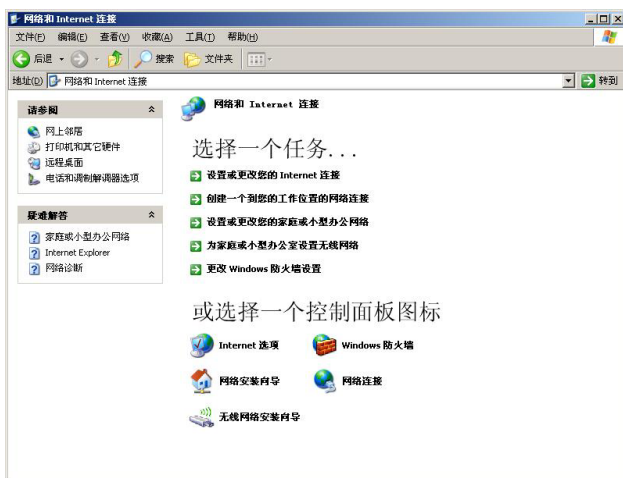 网络和 Internet 连接
文件(F) 编辑(E) 查看(V) 收藏(A) 工具(T) 帮助(H)
后退 搜索 文件夹
地址(D) 网络和 Internet 连接 转到
请参阅
网上邻居
打印机和其它硬件
远程桌面
电话和调制解调器选项
疑难解答
家庭或小型办公网络
Internet Explorer
网络诊断
网络和 Internet 连接
选择一个任务...
设置或更改您的 Internet 连接
创建一个到您的工作位置的网络连接
设置或更改您的家庭或小型办公网络
为家庭或小型办公室设置无线网络
更改 Windows 防火墙设置
或选择一个控制面板图标
Internet 选项 Windows 防火墙
网络安装向导 网络连接
无线网络安装向导